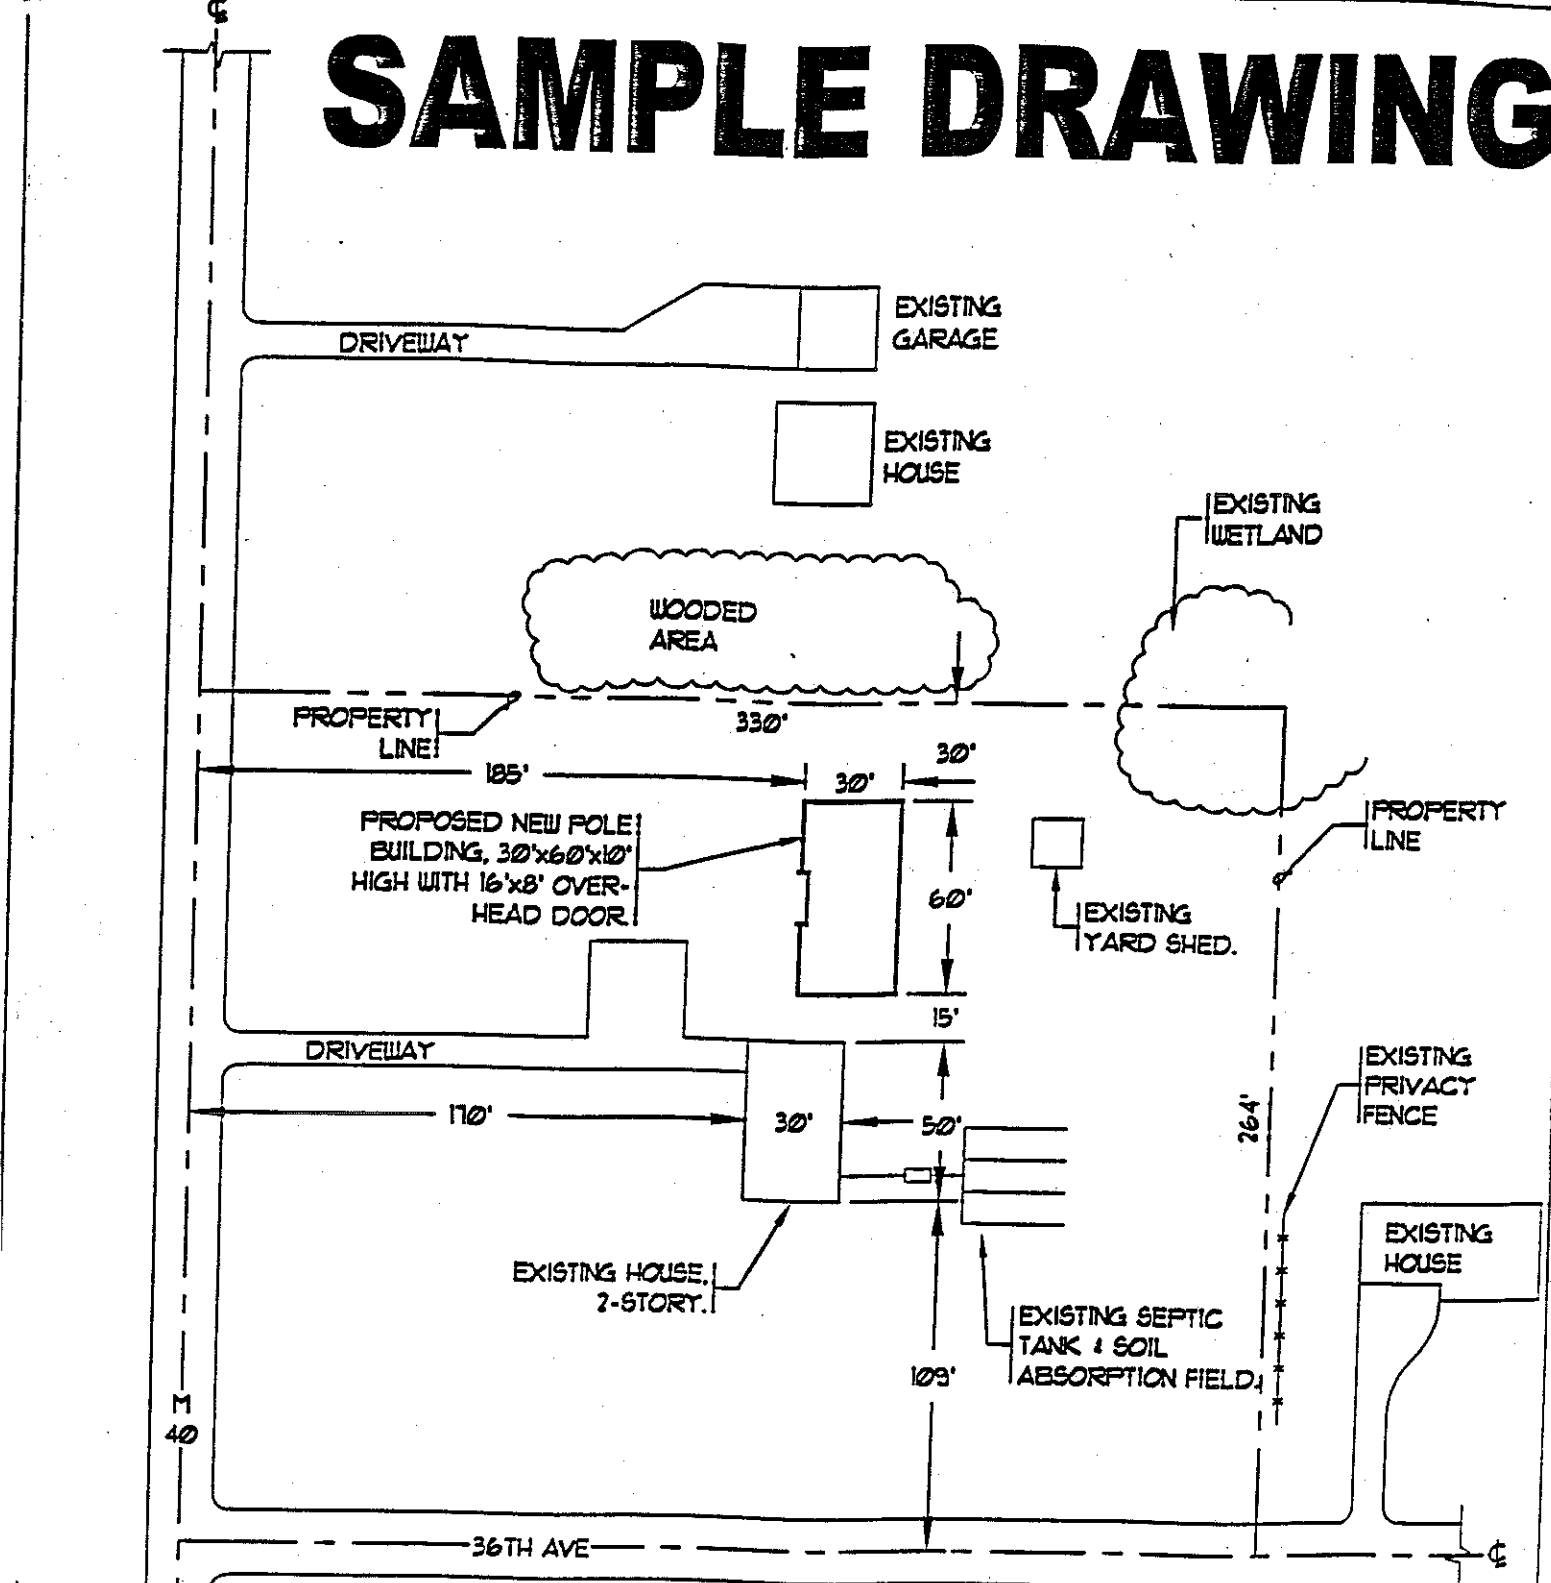 ℄
SAMPLE DRAWING
EXISTING
GARAGE
DRIVEWAY
EXISTING
HOUSE
EXISTING
WETLAND
WOODED
AREA
PROPERTY
LINE
330'
30'
185'
30'
PROPOSED NEW POLE
BUILDING, 30'x60'x10'
HIGH WITH 16'x8' OVER-
HEAD DOOR.
PROPERTY
LINE
60'
EXISTING
YARD SHED.
15'
DRIVEWAY
EXISTING
PRIVACY
FENCE
264'
170'
30'
50'
EXISTING
HOUSE
EXISTING HOUSE.
2-STORY.
EXISTING SEPTIC
TANK & SOIL
ABSORPTION FIELD.
109'
M
40
36TH AVE
℄